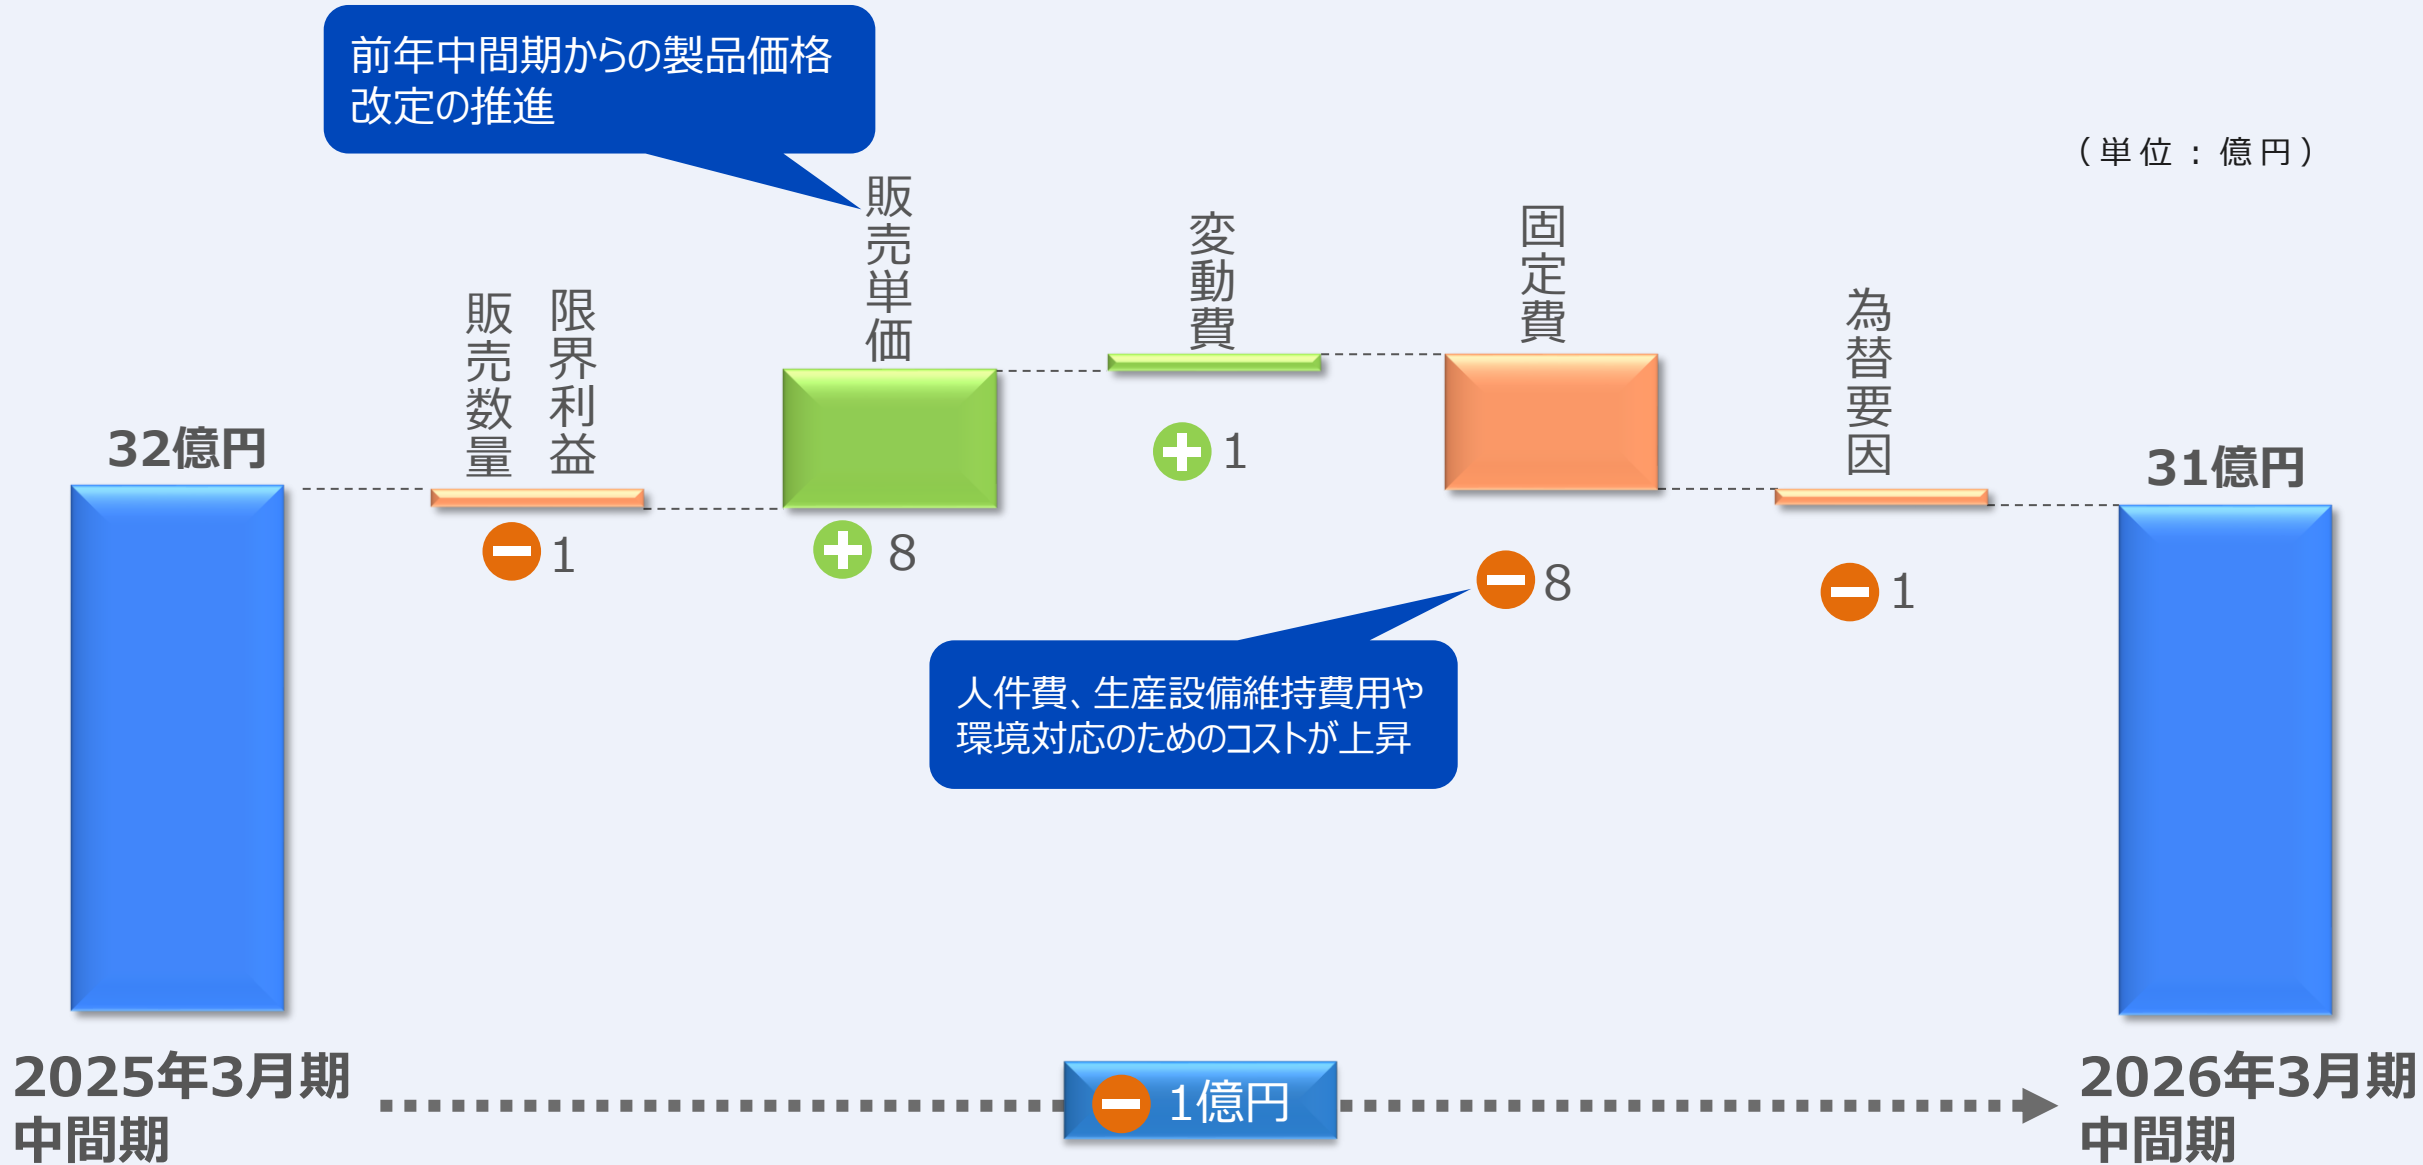 前年中間期からの製品価格
改定の推進
（単位：億円）
32億円
販売数量
限界利益
1
販売単価
8
変動費
1
固定費
8
人件費、生産設備維持費用や
環境対応のためのコストが上昇
為替要因
1
31億円
2025年3月期
中間期
1億円
2026年3月期
中間期